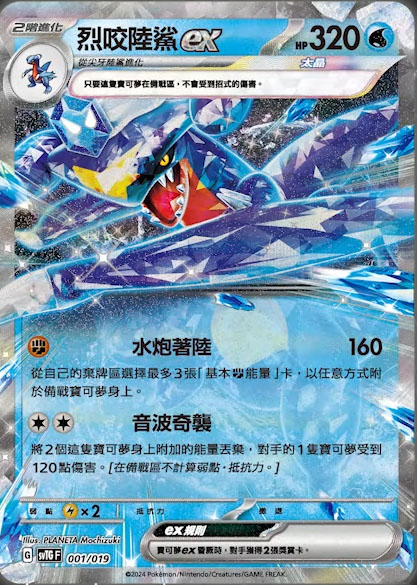 2階進化
烈咬陸鯊ex
HP 320
從尖牙陸鯊進化
太晶
只要這隻寶可夢在備戰區,不會受到招式的傷害。
水炮著陸 160
從自己的棄牌區選擇最多3張「基本 能量」卡,以任意方式附
於備戰寶可夢身上。
音波奇襲
將2個這隻寶可夢身上附加的能量丟棄,對手的1隻寶可夢受到
120點傷害。[在備戰區不計算弱點・抵抗力。]
弱點 ×2 抵抗力 撤退
Illus. PLANETA Mochizuki
G svTG F 001/019
ex規則
寶可夢ex昏厥時,對手獲得2張獎賞卡。
©2024 Pokémon/Nintendo/Creatures/GAME FREAK.